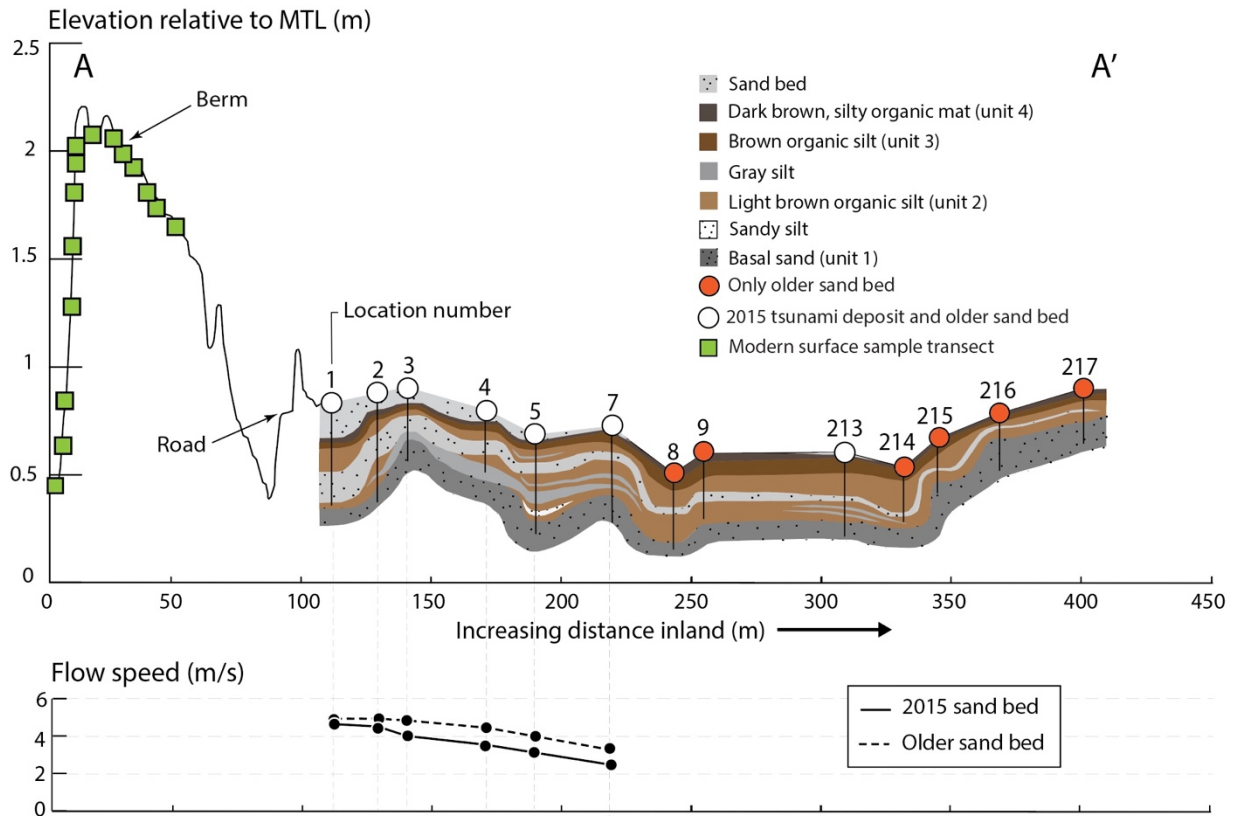 Elevation relative to MTL (m)
2.5
A
A′
Berm
Sand bed
Dark brown, silty organic mat (unit 4)
2
Brown organic silt (unit 3)
Gray silt
Light brown organic silt (unit 2)
Sandy silt
1.5
Basal sand (unit 1)
Only older sand bed
Location number
2015 tsunami deposit and older sand bed
Modern surface sample transect
1
1
2
3
4
5
7
8
9
213
214
215
216
217
Road
0.5
0
0
50
100
150
200
250
300
350
400
450
Increasing distance inland (m)
Flow speed (m/s)
6
4
2
0
2015 sand bed
Older sand bed